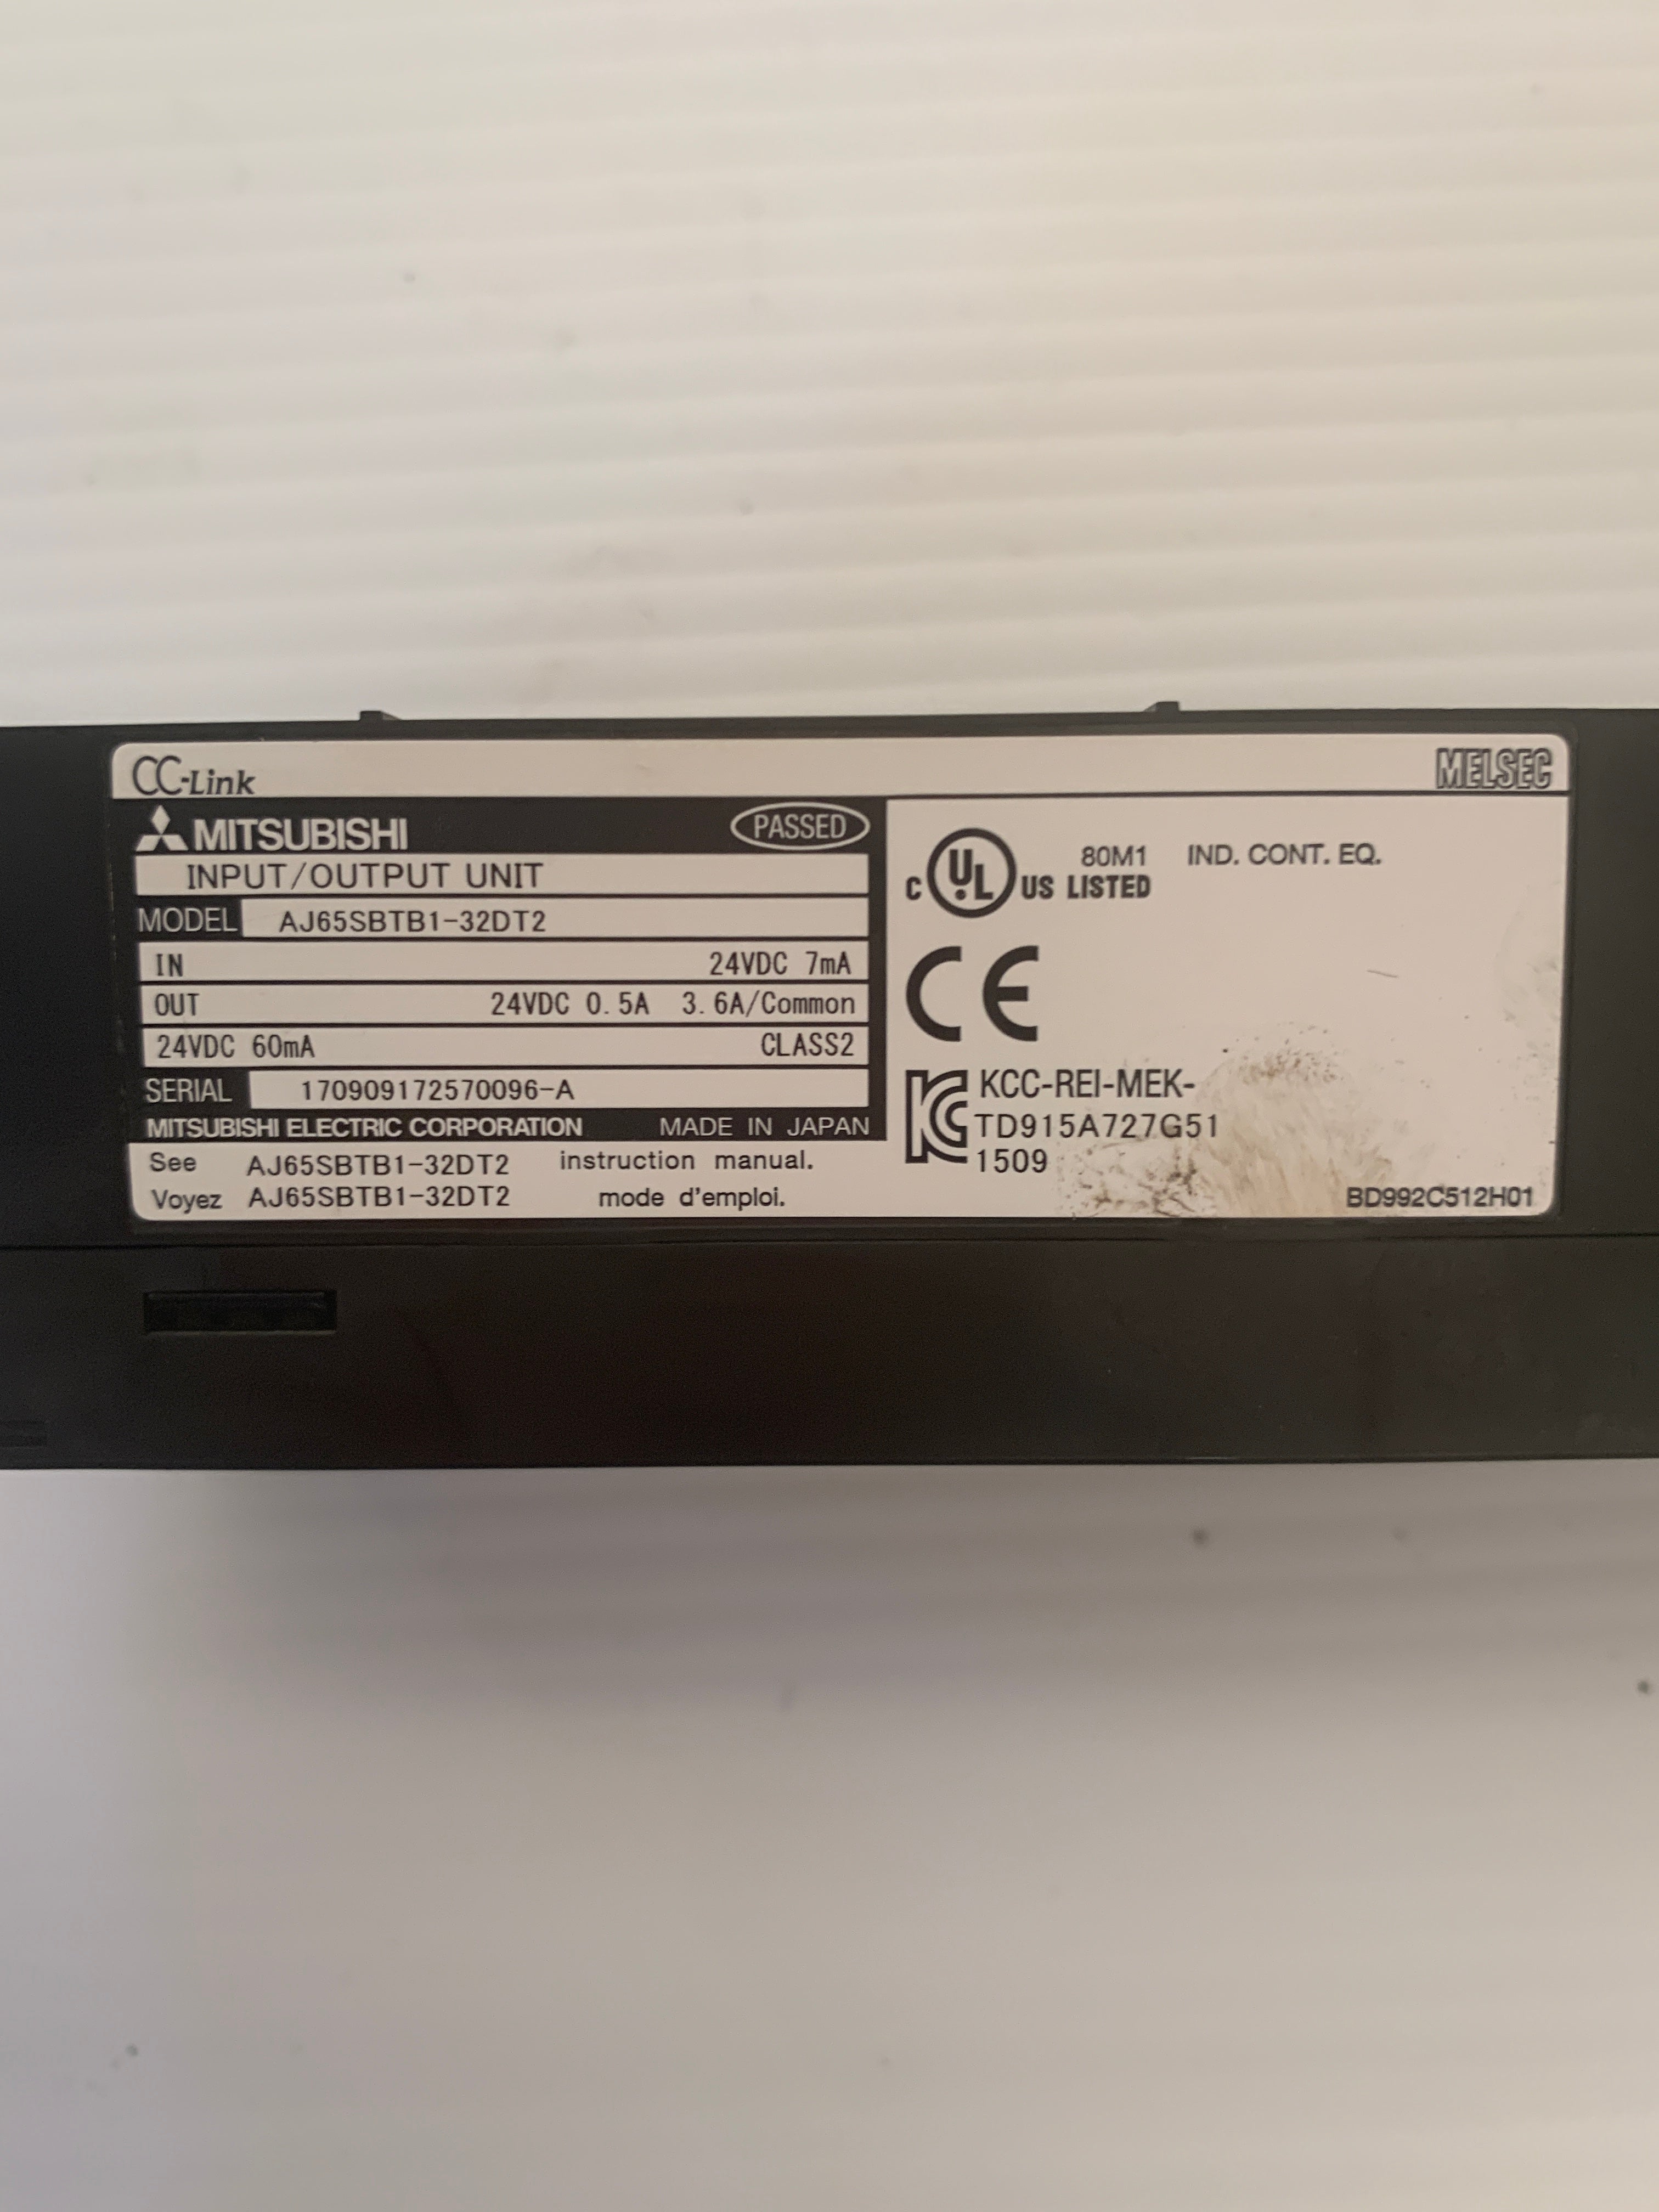 CC-Link
MELSEC
MITSUBISHI
PASSED
INPUT/OUTPUT UNIT
MODEL AJ65SBTB1-32DT2
IN 24VDC 7mA
OUT 24VDC 0.5A 3.6A/Common
24VDC 60mA CLASS2
SERIAL 170909172570096-A
MITSUBISHI ELECTRIC CORPORATION MADE IN JAPAN
See AJ65SBTB1-32DT2 instruction manual.
Voyez AJ65SBTB1-32DT2 mode d'emploi.
C UL US LISTED 80M1 IND. CONT. EQ.
CE
KC KCC-REI-MEK-
TD915A727G51
1509
BD992C512H01